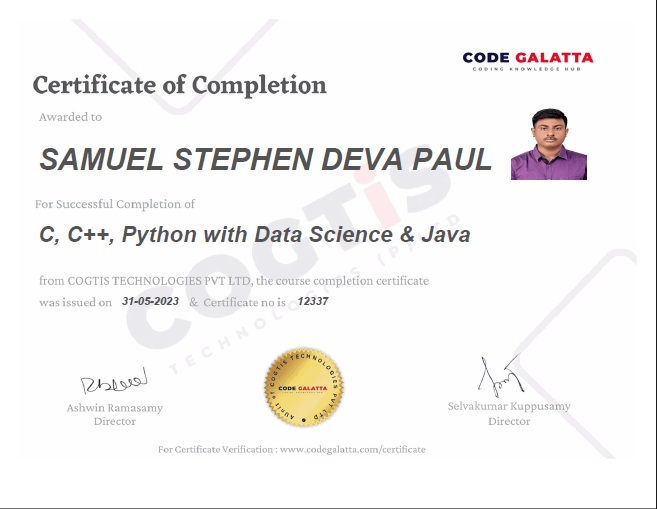 CODE GALATTA
CODING KNOWLEDGE HUB
Certificate of Completion
Awarded to
SAMUEL STEPHEN DEVA PAUL
For Successful Completion of
C, C++, Python with Data Science & Java
from COGTIS TECHNOLOGIES PVT LTD, the course completion certificate
was issued on 31-05-2023 & Certificate no is 12337
COGTiS
TECHNOLOGIES (P) LTD
Ashwin Ramasamy
Director
COGTIS TECHNOLOGIES PVT LTD
CODE GALATTA
Selvakumar Kuppusamy
Director
For Certificate Verification : www.codegalatta.com/certificate